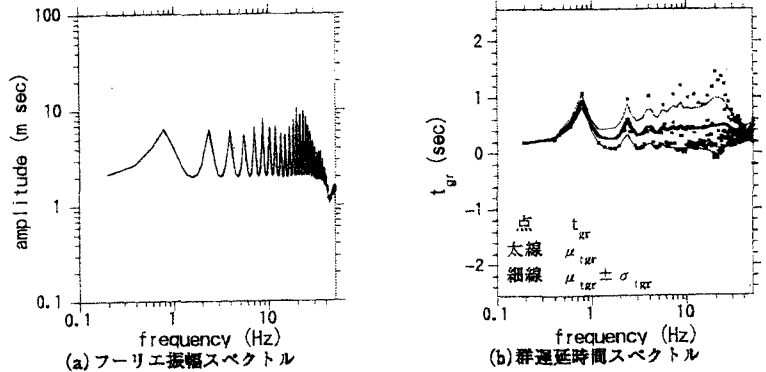 100
10
1
0.1
amplitude (m sec)
0.1
1
10
frequency (Hz)
(a)フーリエ振幅スペクトル
2
1
0
-1
-2
t_gr (sec)
点 t_gr
太線 μ_tgr
細線 μ_tgr ± σ_tgr
0.1
1
10
frequency (Hz)
(b)群遅延時間スペクトル